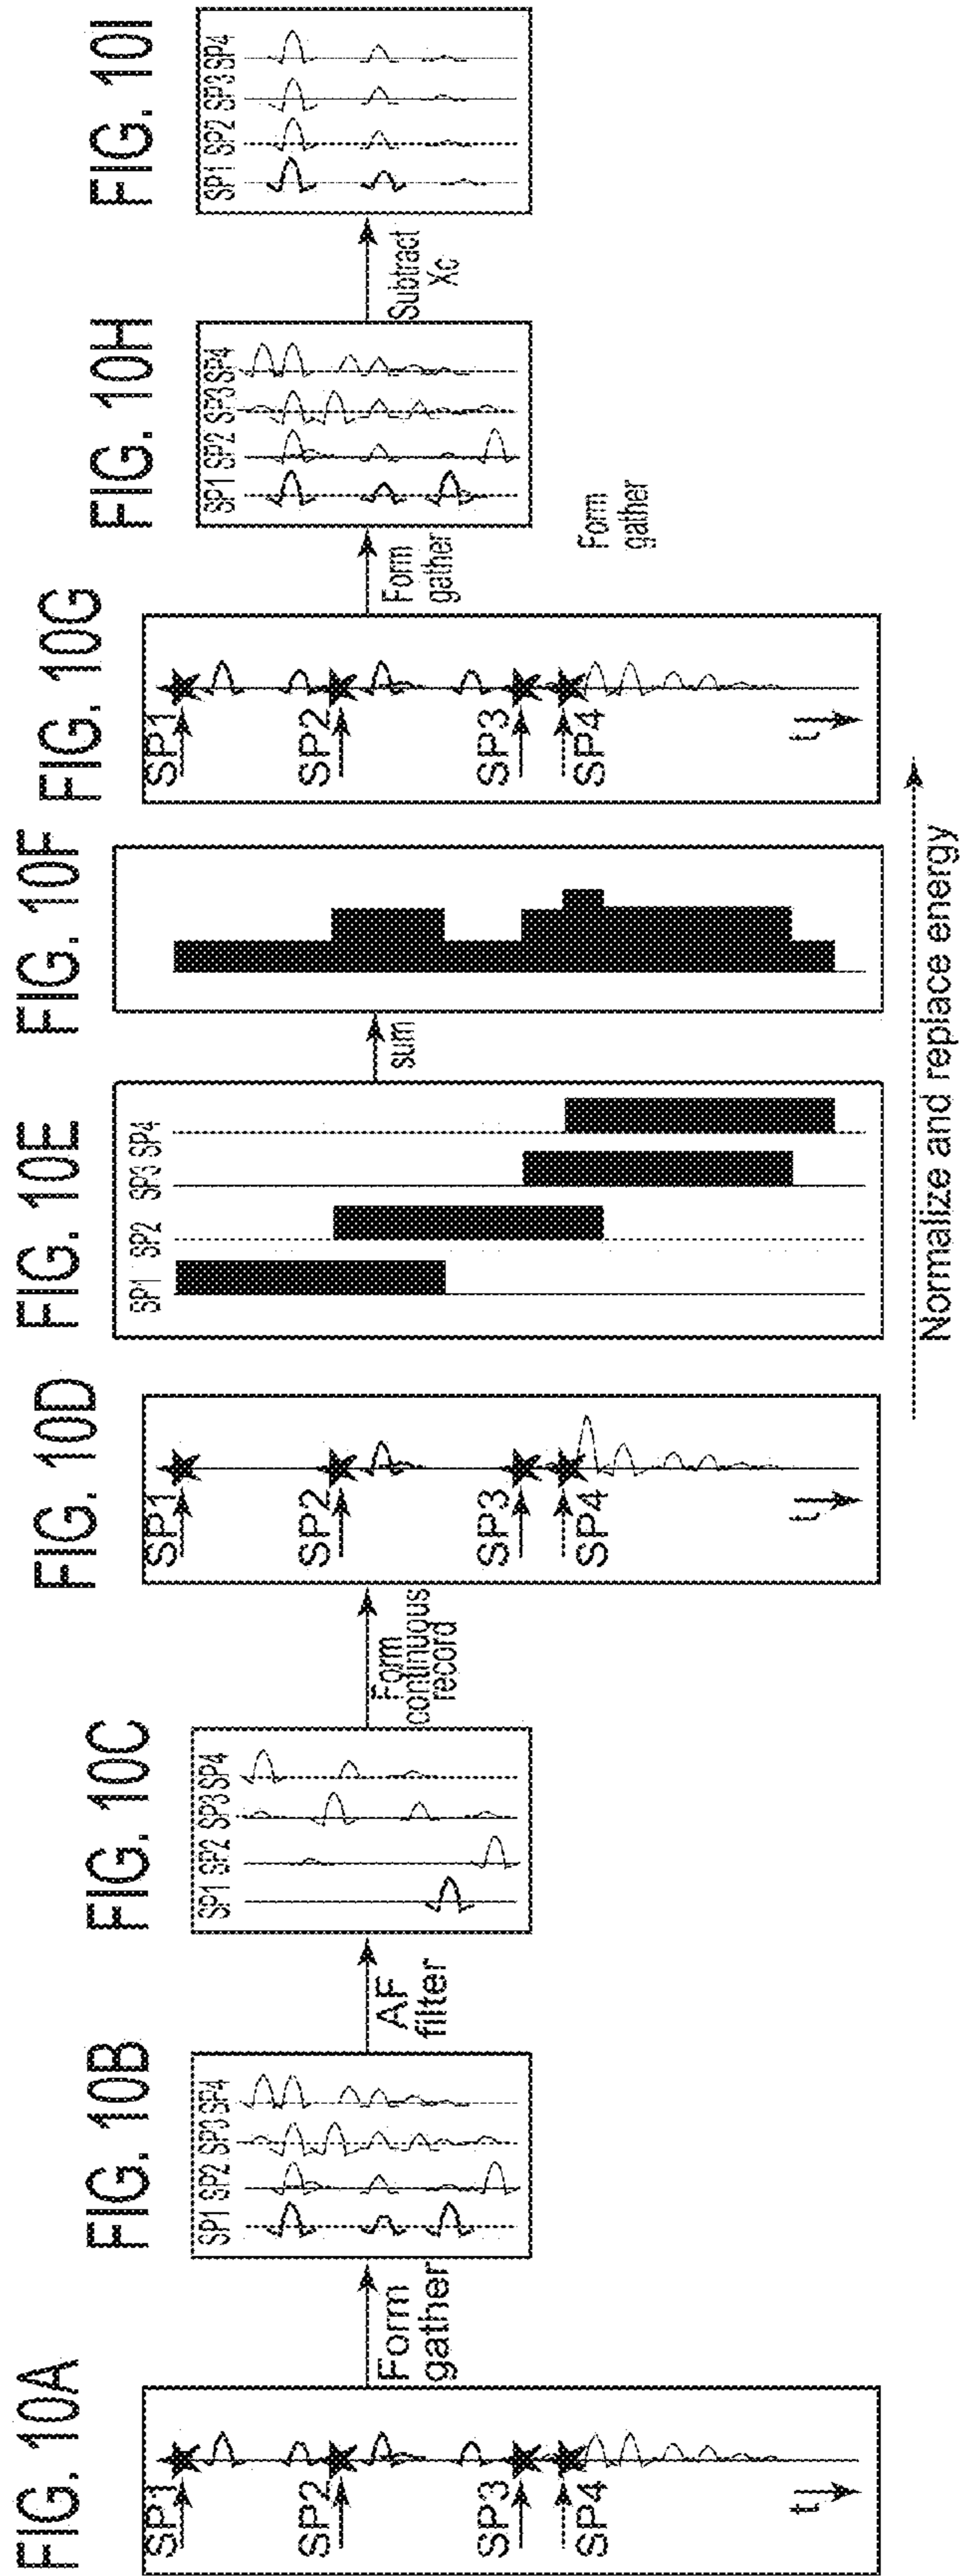 FIG. 10A
SP1
SP2
SP3
SP4
t
Form
gather
FIG. 10B
SP1 SP2 SP3 SP4
AF
filter
FIG. 10C
SP1 SP2 SP3 SP4
Form
continuous
record
FIG. 10D
SP1
SP2
SP3
SP4
t
FIG. 10E
SP1 SP2 SP3 SP4
sum
FIG. 10F
Normalize and replace energy
FIG. 10G
SP1
SP2
SP3
SP4
t
Form
gather
Form
gather
FIG. 10H
SP1 SP2 SP3 SP4
Subtract
Xc
FIG. 10I
SP1 SP2 SP3 SP4